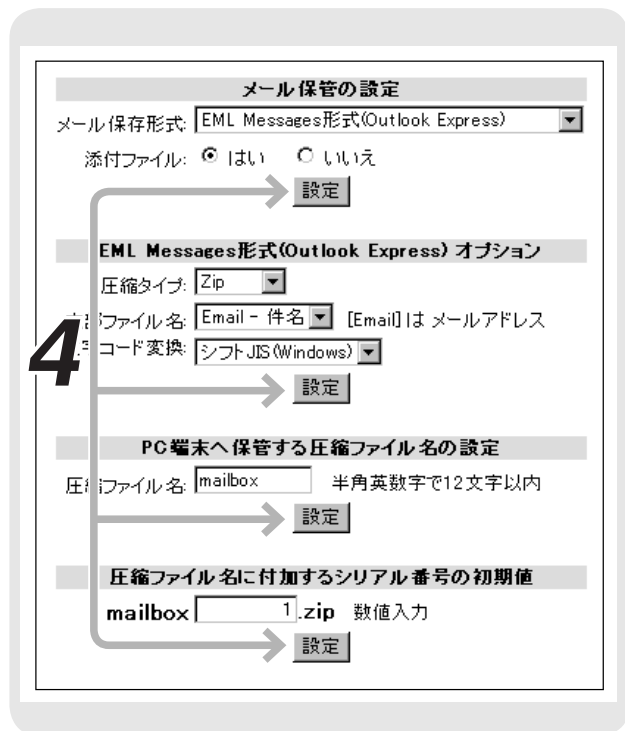 メール保管の設定
メール保存形式: EML Messages形式(Outlook Express)
添付ファイル: はい いいえ
設定
EML Messages形式(Outlook Express) オプション
圧縮タイプ: Zip
部ファイル名: Email - 件名 [Email]は メールアドレス
4
コード変換: シフトJIS(Windows)
設定
PC端末へ保管する圧縮ファイル名の設定
圧縮ファイル名: mailbox 半角英数字で12文字以内
設定
圧縮ファイル名に付加するシリアル番号の初期値
mailbox 1 .zip 数値入力
設定